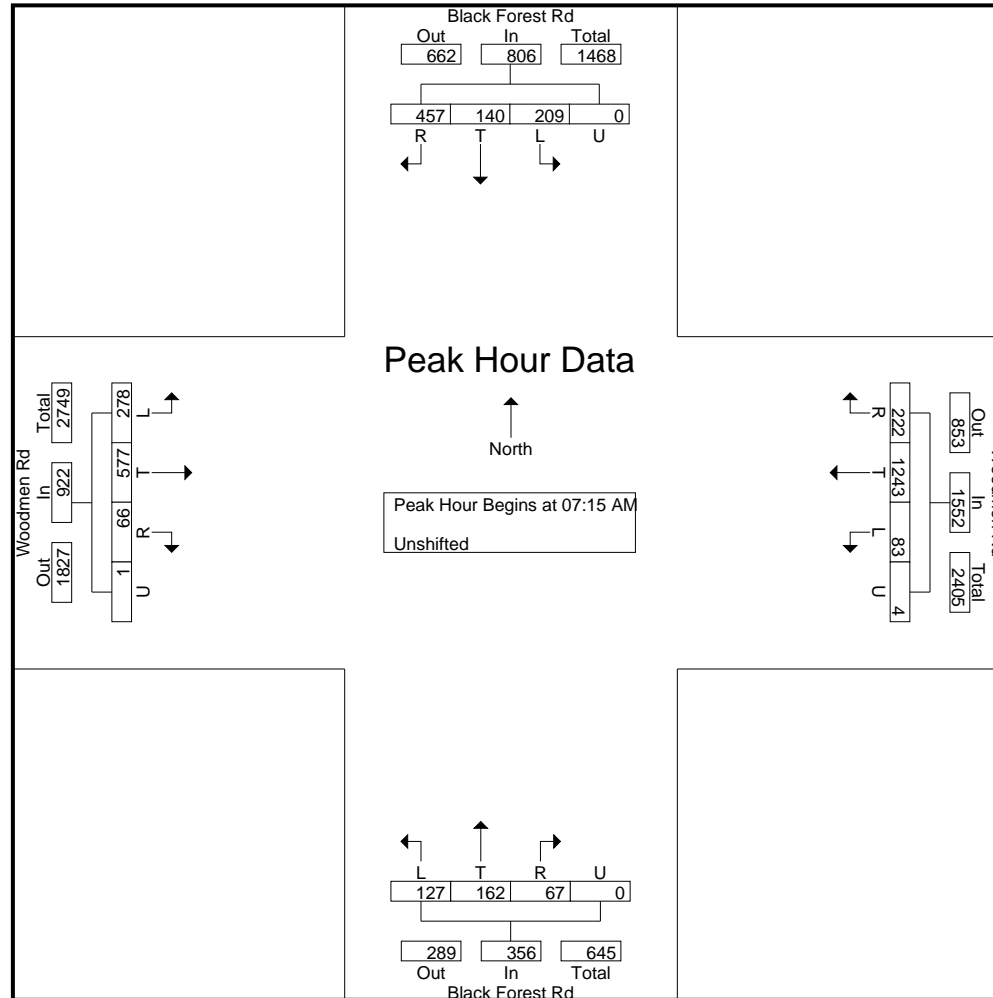 Black Forest Rd
Out In Total
662 806 1468
457 140 209 0
R T L U
Peak Hour Data
North
Peak Hour Begins at 07:15 AM
Unshifted
Woodmen Rd
Total In Out
2749 922 1827
278 577 66 1
L T R U
Out In Total
853 1552 2405
222 1243 83 4
R T L U
L T R U
127 162 67 0
289 356 645
Out In Total
Black Forest Rd